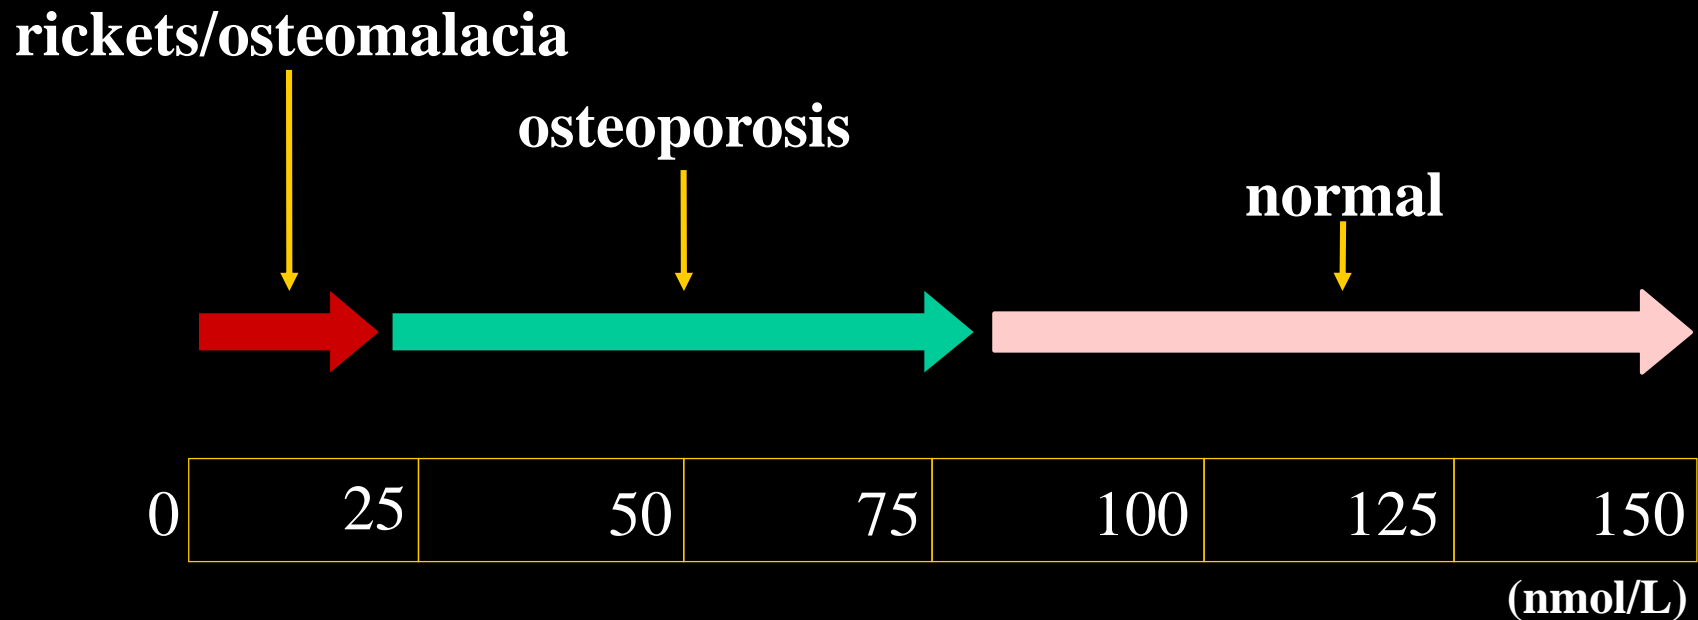 rickets/osteomalacia
osteoporosis
normal
0 25 50 75 100 125 150
(nmol/L)